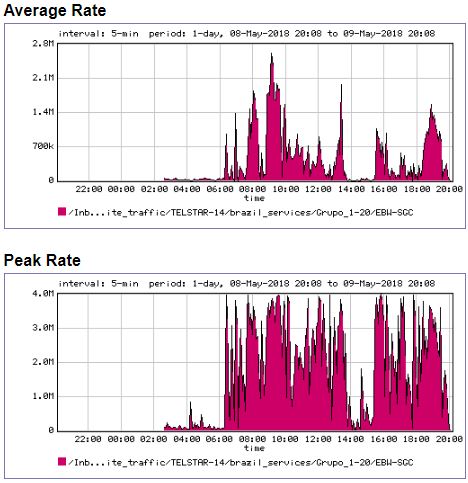 Average Rate
interval: 5-min period: 1-day, 08-May-2018 20:08 to 09-May-2018 20:08
2.8M
2.1M
1.4M
700k
0
22:00 00:00 02:00 04:00 06:00 08:00 10:00 12:00 14:00 16:00 18:00 20:00
time
/Inb...ite_traffic/TELSTAR-14/brazil_services/Grupo_1-20/EBW-SGC
Peak Rate
interval: 5-min period: 1-day, 08-May-2018 20:08 to 09-May-2018 20:08
4.0M
3.0M
2.0M
1.0M
0
22:00 00:00 02:00 04:00 06:00 08:00 10:00 12:00 14:00 16:00 18:00 20:00
time
/Inb...ite_traffic/TELSTAR-14/brazil_services/Grupo_1-20/EBW-SGC